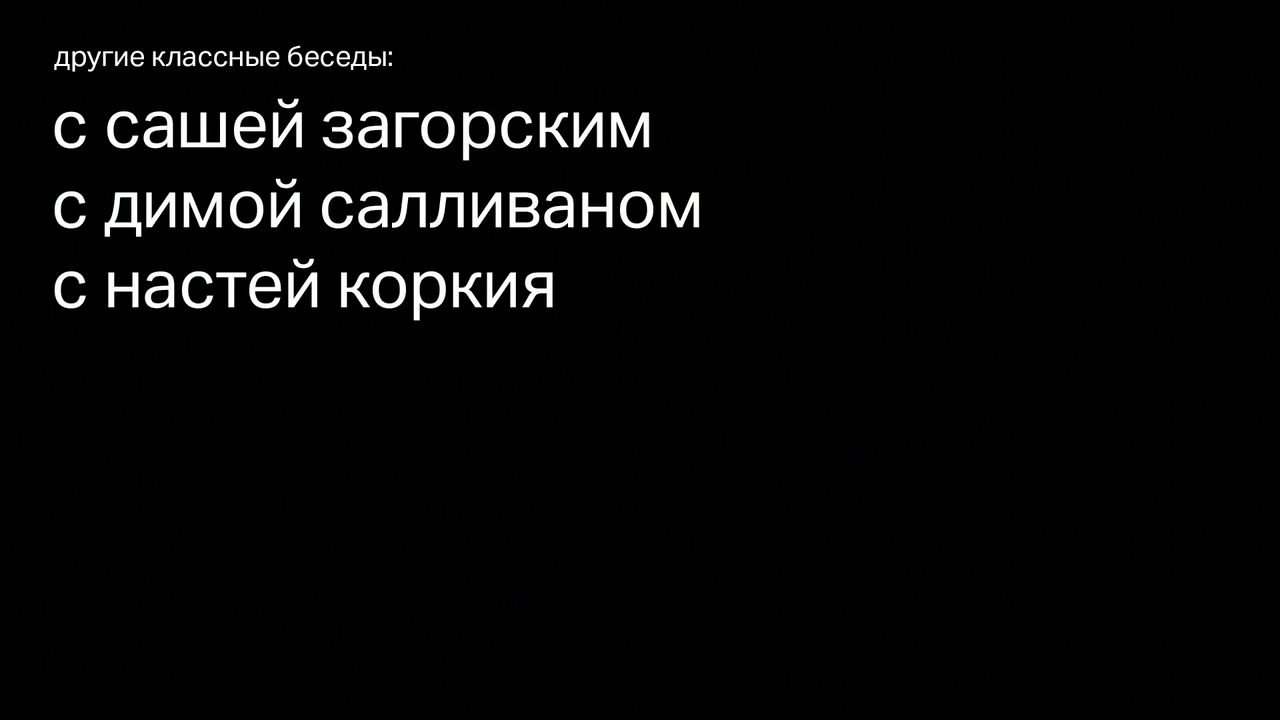 другие классные беседы:
с сашей загорским
с димой салливаном
с настей коркия